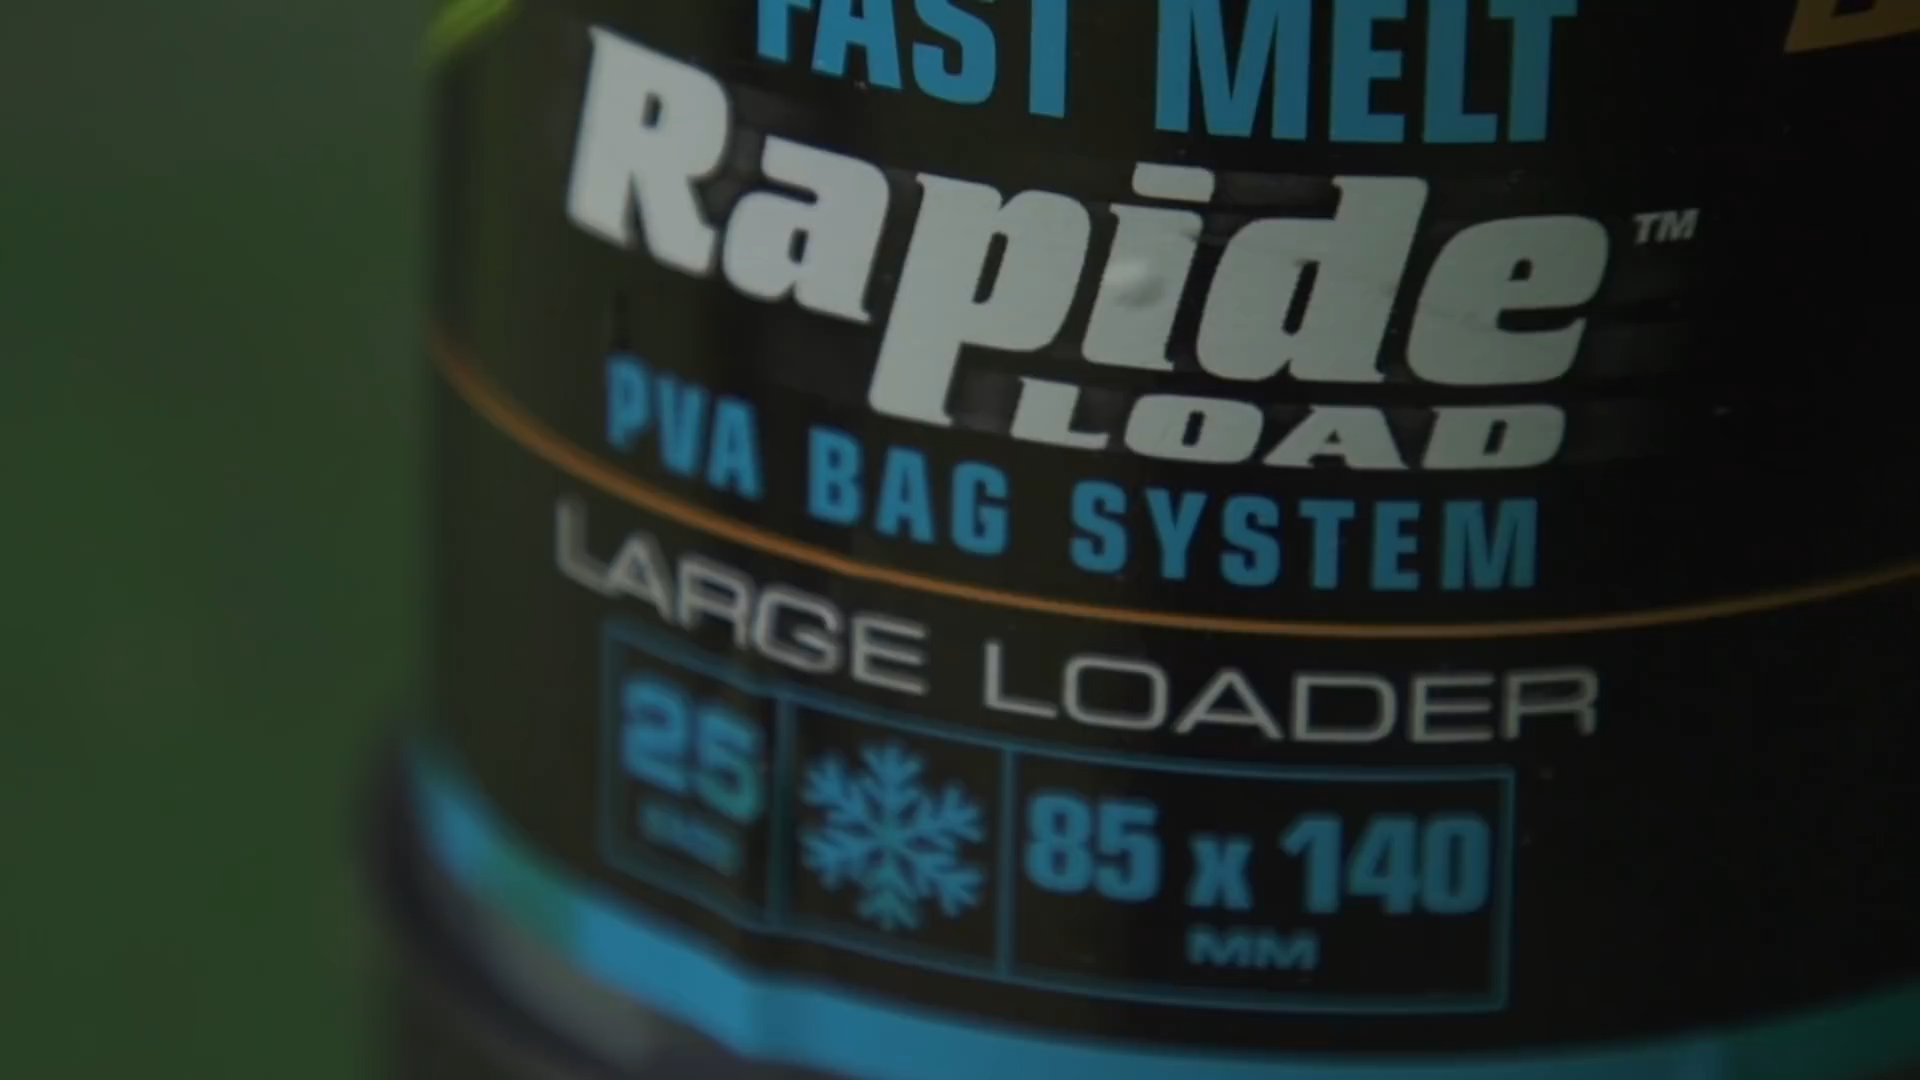 FAST MELT
Rapide™
LOAD
PVA BAG SYSTEM
LARGE LOADER
25
85 x 140
MM